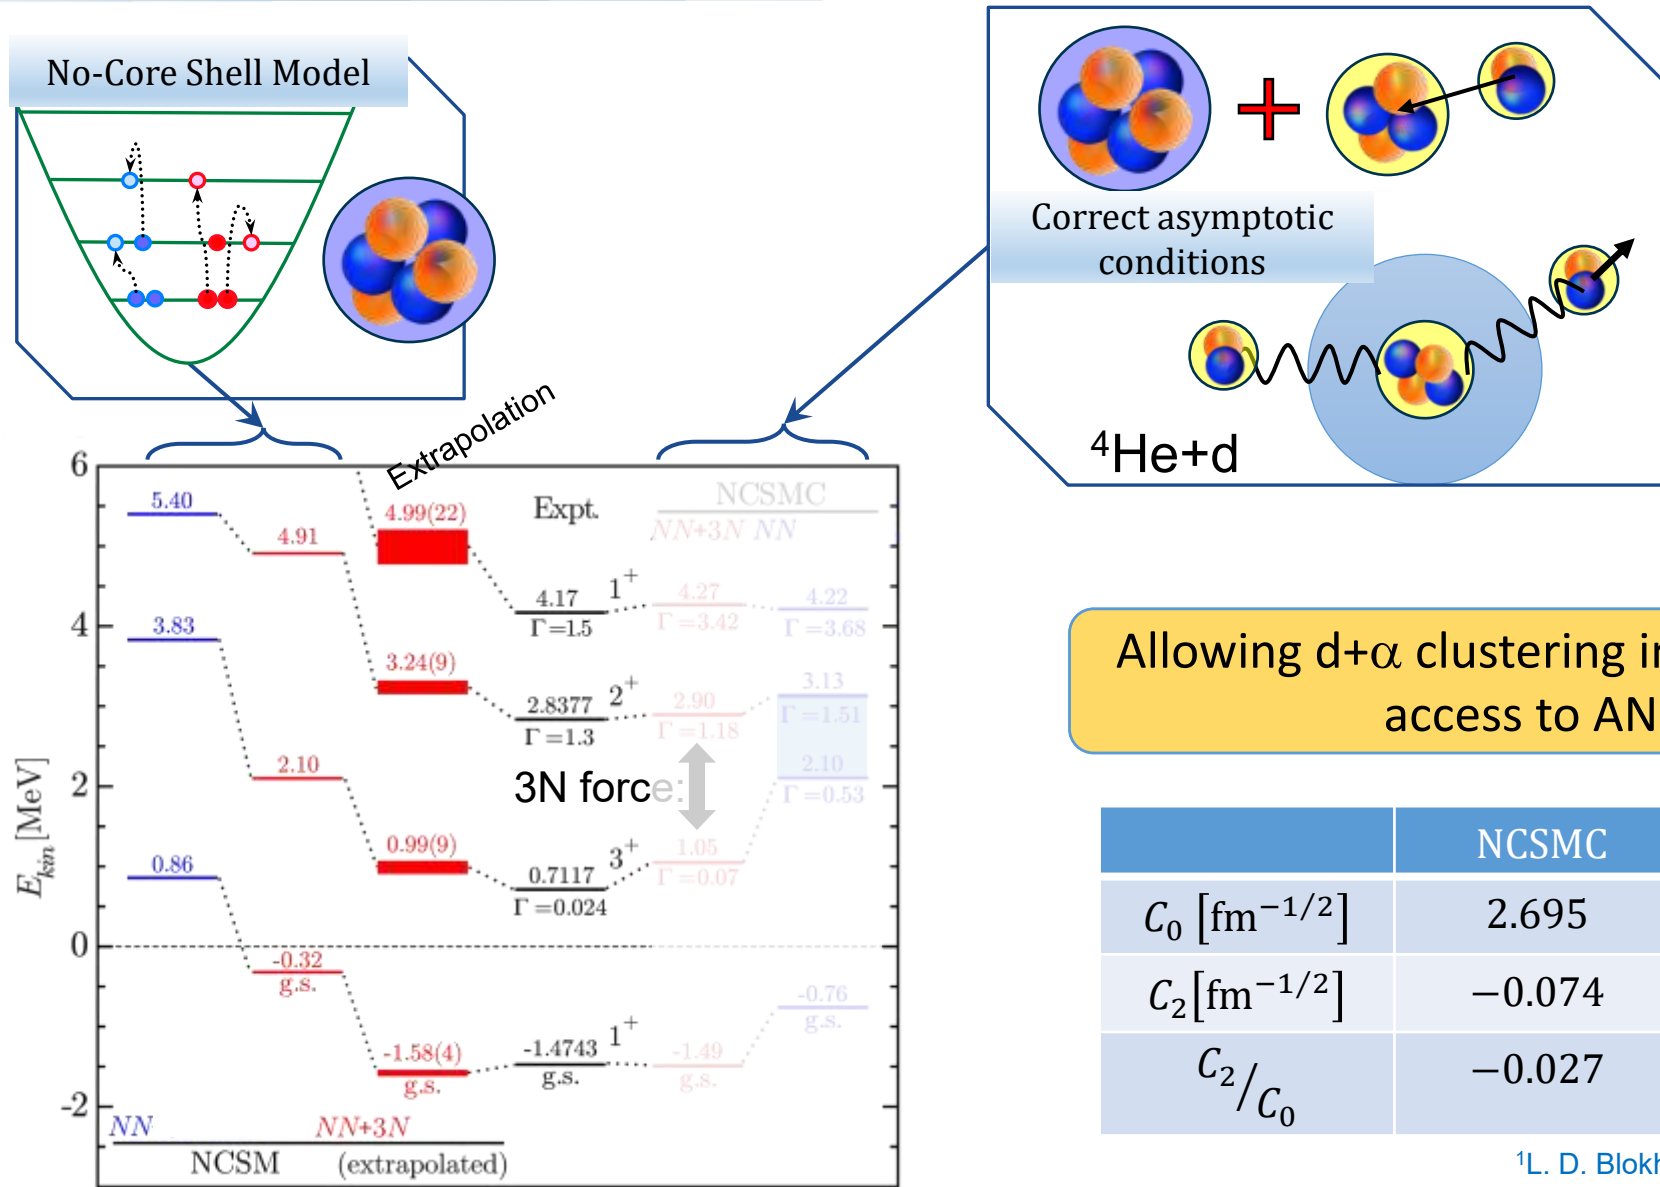 No-Core Shell Model
Correct asymptotic
conditions
⁴He+d
Extrapolation
E_kin [MeV]
6
4
2
0
-2
5.40
3.83
0.86
4.91
2.10
-0.32
g.s.
4.99(22)
3.24(9)
0.99(9)
-1.58(4)
g.s.
Expt.
4.17
Γ=1.5
1⁺
2.8377
Γ=1.3
2⁺
3N force:
0.7117
Γ=0.024
3⁺
-1.4743
g.s.
1⁺
NCSMC
NN+3N NN
4.27
Γ=3.42
2.90
Γ=1.18
1.05
Γ=0.07
-1.49
g.s.
4.22
Γ=3.68
3.13
Γ=1.51
2.10
Γ=0.53
-0.76
g.s.
NN NN+3N
NCSM (extrapolated)
Allowing d+α clustering
access to AN
NCSMC
C₀ [fm⁻¹/²] 2.695
C₂[fm⁻¹/²] −0.074
C₂/C₀ −0.027
¹L. D. Blokh